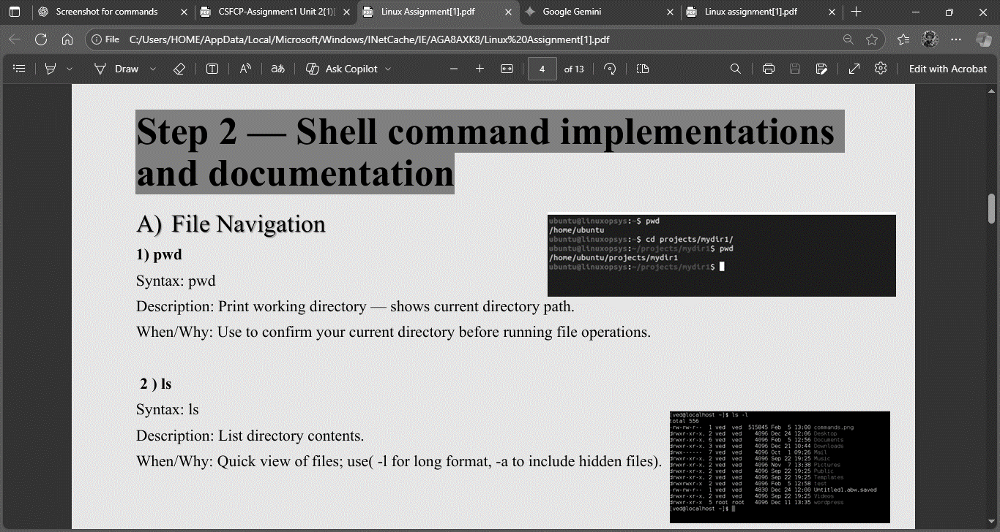 Screenshot for commands
CSFCP-Assignment1 Unit 2(1)
Linux Assignment[1].pdf
Google Gemini
Linux assignment[1].pdf
File C:/Users/HOME/AppData/Local/Microsoft/Windows/INetCache/IE/AGA8AXK8/Linux%20Assignment[1].pdf
Draw
Ask Copilot
4 of 13
Edit with Acrobat
Step 2 — Shell command implementations
and documentation
A) File Navigation
1) pwd
Syntax: pwd
Description: Print working directory — shows current directory path.
When/Why: Use to confirm your current directory before running file operations.
ubuntu@linuxopsys:~$ pwd
/home/ubuntu
ubuntu@linuxopsys:~$ cd projects/mydir1/
ubuntu@linuxopsys:~/projects/mydir1$ pwd
/home/ubuntu/projects/mydir1
ubuntu@linuxopsys:~/projects/mydir1$
2 ) ls
Syntax: ls
Description: List directory contents.
When/Why: Quick view of files; use( -l for long format, -a to include hidden files).
[ved@localhost ~]$ ls -l
total 556
-rw-rw-r-- 1 ved ved 515845 Feb 5 13:00 commands.png
drwxr-xr-x. 2 ved ved 4096 Dec 24 12:06 Desktop
drwxr-xr-x. 6 ved ved 4096 Feb 5 12:56 Documents
drwxr-xr-x. 3 ved ved 4096 Dec 21 10:44 Downloads
drwx------ 7 ved ved 4096 Oct 1 09:26 Mail
drwxr-xr-x. 2 ved ved 4096 Sep 22 19:25 Music
drwxr-xr-x. 2 ved ved 4096 Nov 7 13:38 Pictures
drwxr-xr-x. 2 ved ved 4096 Sep 22 19:25 Public
drwxr-xr-x. 2 ved ved 4096 Sep 22 19:25 Templates
drwxrwxr-x 2 ved ved 4096 Feb 5 12:58 test
-rw-rw-r-- 1 ved ved 4830 Dec 24 12:00 Untitled1.abw.saved
drwxr-xr-x. 2 ved ved 4096 Sep 22 19:25 Videos
drwxr-xr-x 5 root root 4096 Dec 11 13:35 wordpress
[ved@localhost ~]$